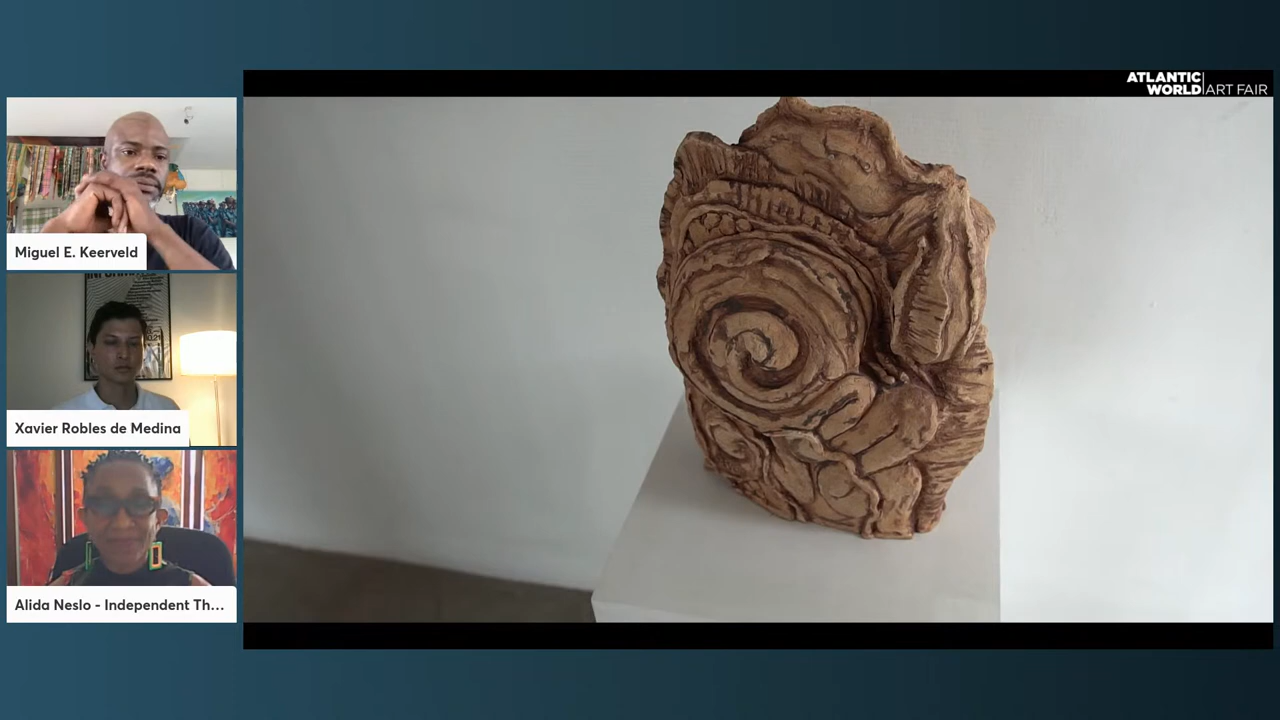 ATLANTIC
WORLD ART FAIR
Miguel E. Keerveld
Xavier Robles de Medina
Alida Neslo - Independent Th...